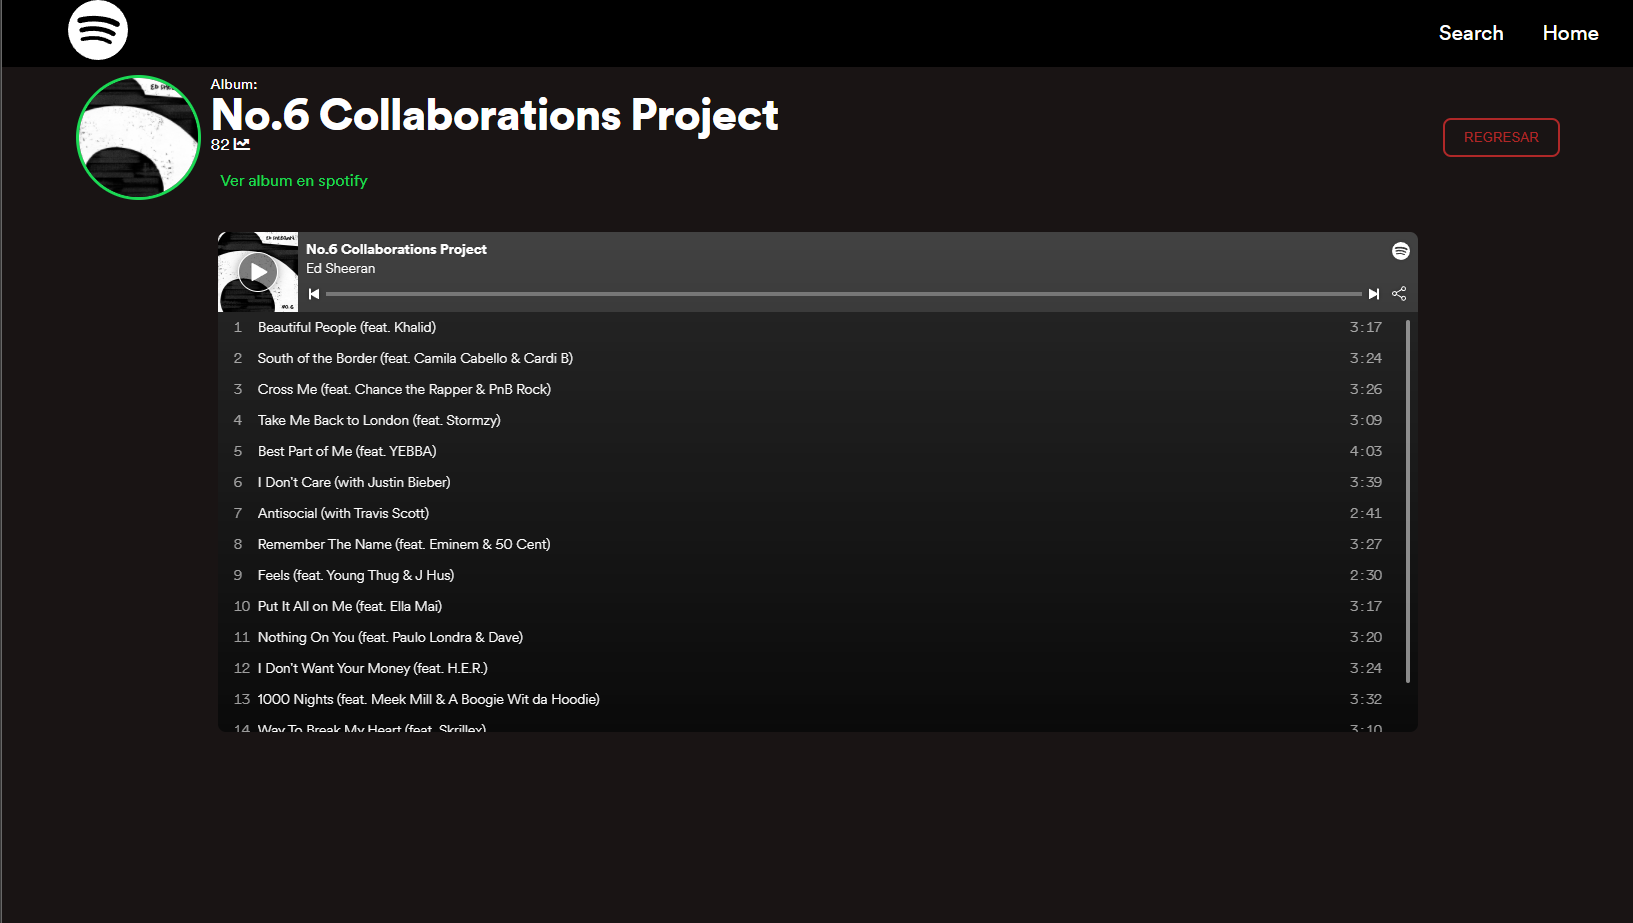 Search Home
Album:
No.6 Collaborations Project
82
REGRESAR
Ver album en spotify
No.6 Collaborations Project
Ed Sheeran
1 Beautiful People (feat. Khalid) 3:17
2 South of the Border (feat. Camila Cabello & Cardi B) 3:24
3 Cross Me (feat. Chance the Rapper & PnB Rock) 3:26
4 Take Me Back to London (feat. Stormzy) 3:09
5 Best Part of Me (feat. YEBBA) 4:03
6 I Don't Care (with Justin Bieber) 3:39
7 Antisocial (with Travis Scott) 2:41
8 Remember The Name (feat. Eminem & 50 Cent) 3:27
9 Feels (feat. Young Thug & J Hus) 2:30
10 Put It All on Me (feat. Ella Mai) 3:17
11 Nothing On You (feat. Paulo Londra & Dave) 3:20
12 I Don't Want Your Money (feat. H.E.R.) 3:24
13 1000 Nights (feat. Meek Mill & A Boogie Wit da Hoodie) 3:32
14 Way To Break My Heart (feat. Skrillex) 3:10